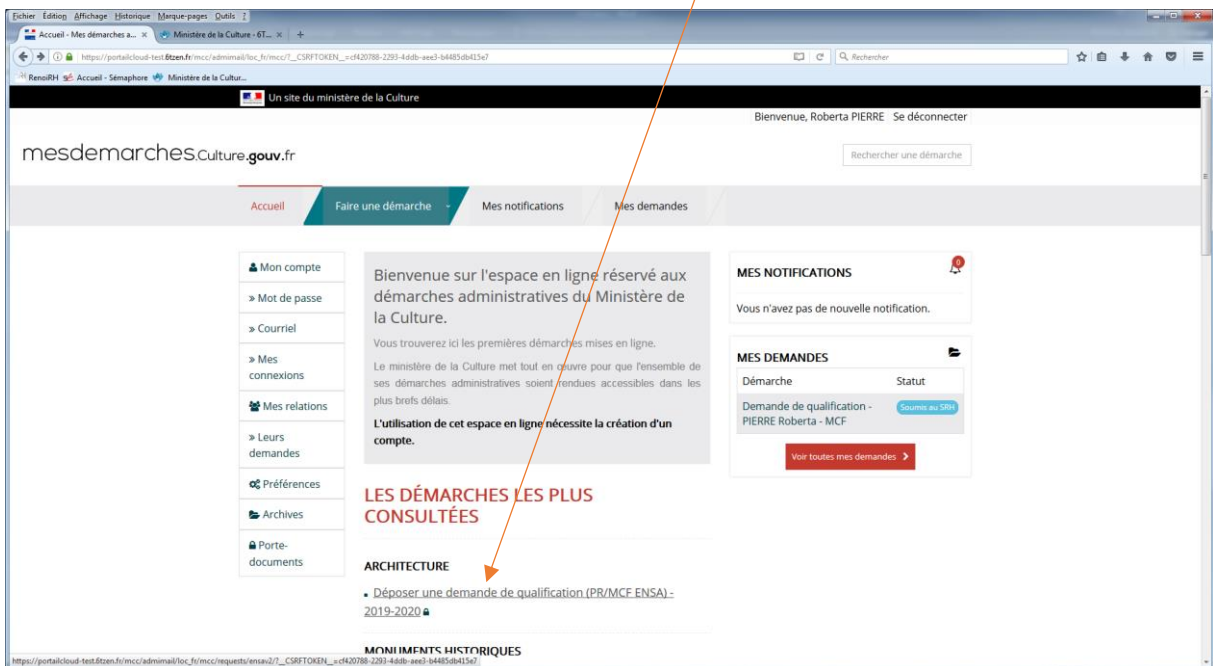 Fichier Édition Affichage Historique Marque-pages Outils ?
Accueil - Mes démarches a... × Ministère de la Culture - 6T... × +
https://portailcloud-test.6tzen.fr/mcc/admimail/loc_fr/mcc/?__CSRFTOKEN__=cf420788-2293-4ddb-aee3-b4485db415e7
Rechercher
RenoiRH Accueil - Sémaphore Ministère de la Cultur...
Un site du ministère de la Culture
Bienvenue, Roberta PIERRE Se déconnecter
mesdemarches.Culture.gouv.fr
Rechercher une démarche
Accueil Faire une démarche Mes notifications Mes demandes
Mon compte
» Mot de passe
» Courriel
» Mes
connexions
Mes relations
» Leurs
demandes
Préférences
Archives
Porte-
documents
Bienvenue sur l'espace en ligne réservé aux
démarches administratives du Ministère de
la Culture.
Vous trouverez ici les premières démarches mises en ligne.
Le ministère de la Culture met tout en œuvre pour que l'ensemble de
ses démarches administratives soient rendues accessibles dans les
plus brefs délais.
L'utilisation de cet espace en ligne nécessite la création d'un
compte.
LES DÉMARCHES LES PLUS
CONSULTÉES
ARCHITECTURE
Déposer une demande de qualification (PR/MCF ENSA) -
2019-2020
MONUMENTS HISTORIQUES
MES NOTIFICATIONS 0
Vous n'avez pas de nouvelle notification.
MES DEMANDES
Démarche Statut
Demande de qualification - Soumis au SRH
PIERRE Roberta - MCF
Voir toutes mes demandes
https://portailcloud-test.6tzen.fr/mcc/admimail/loc_fr/mcc/requests/ensav2/?__CSRFTOKEN__=cf420788-2293-4ddb-aee3-b4485db415e7